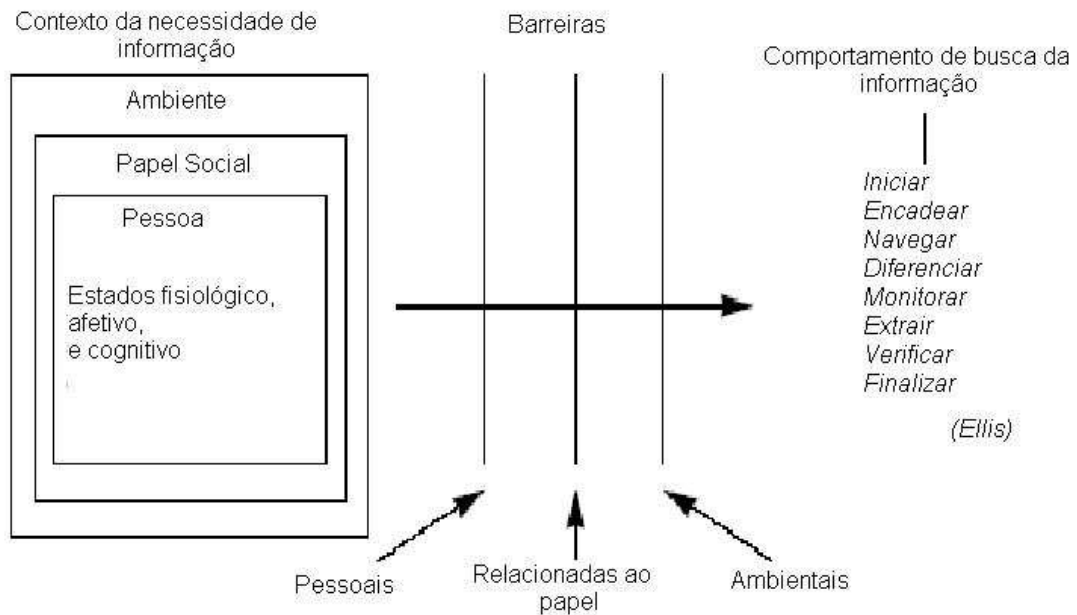 Contexto da necessidade de
informação
Ambiente
Papel Social
Pessoa
Estados fisiológico,
afetivo,
e cognitivo
Barreiras
Pessoais
Relacionadas ao
papel
Ambientais
Comportamento de busca da
informação
Iniciar
Encadear
Navegar
Diferenciar
Monitorar
Extrair
Verificar
Finalizar
(Ellis)